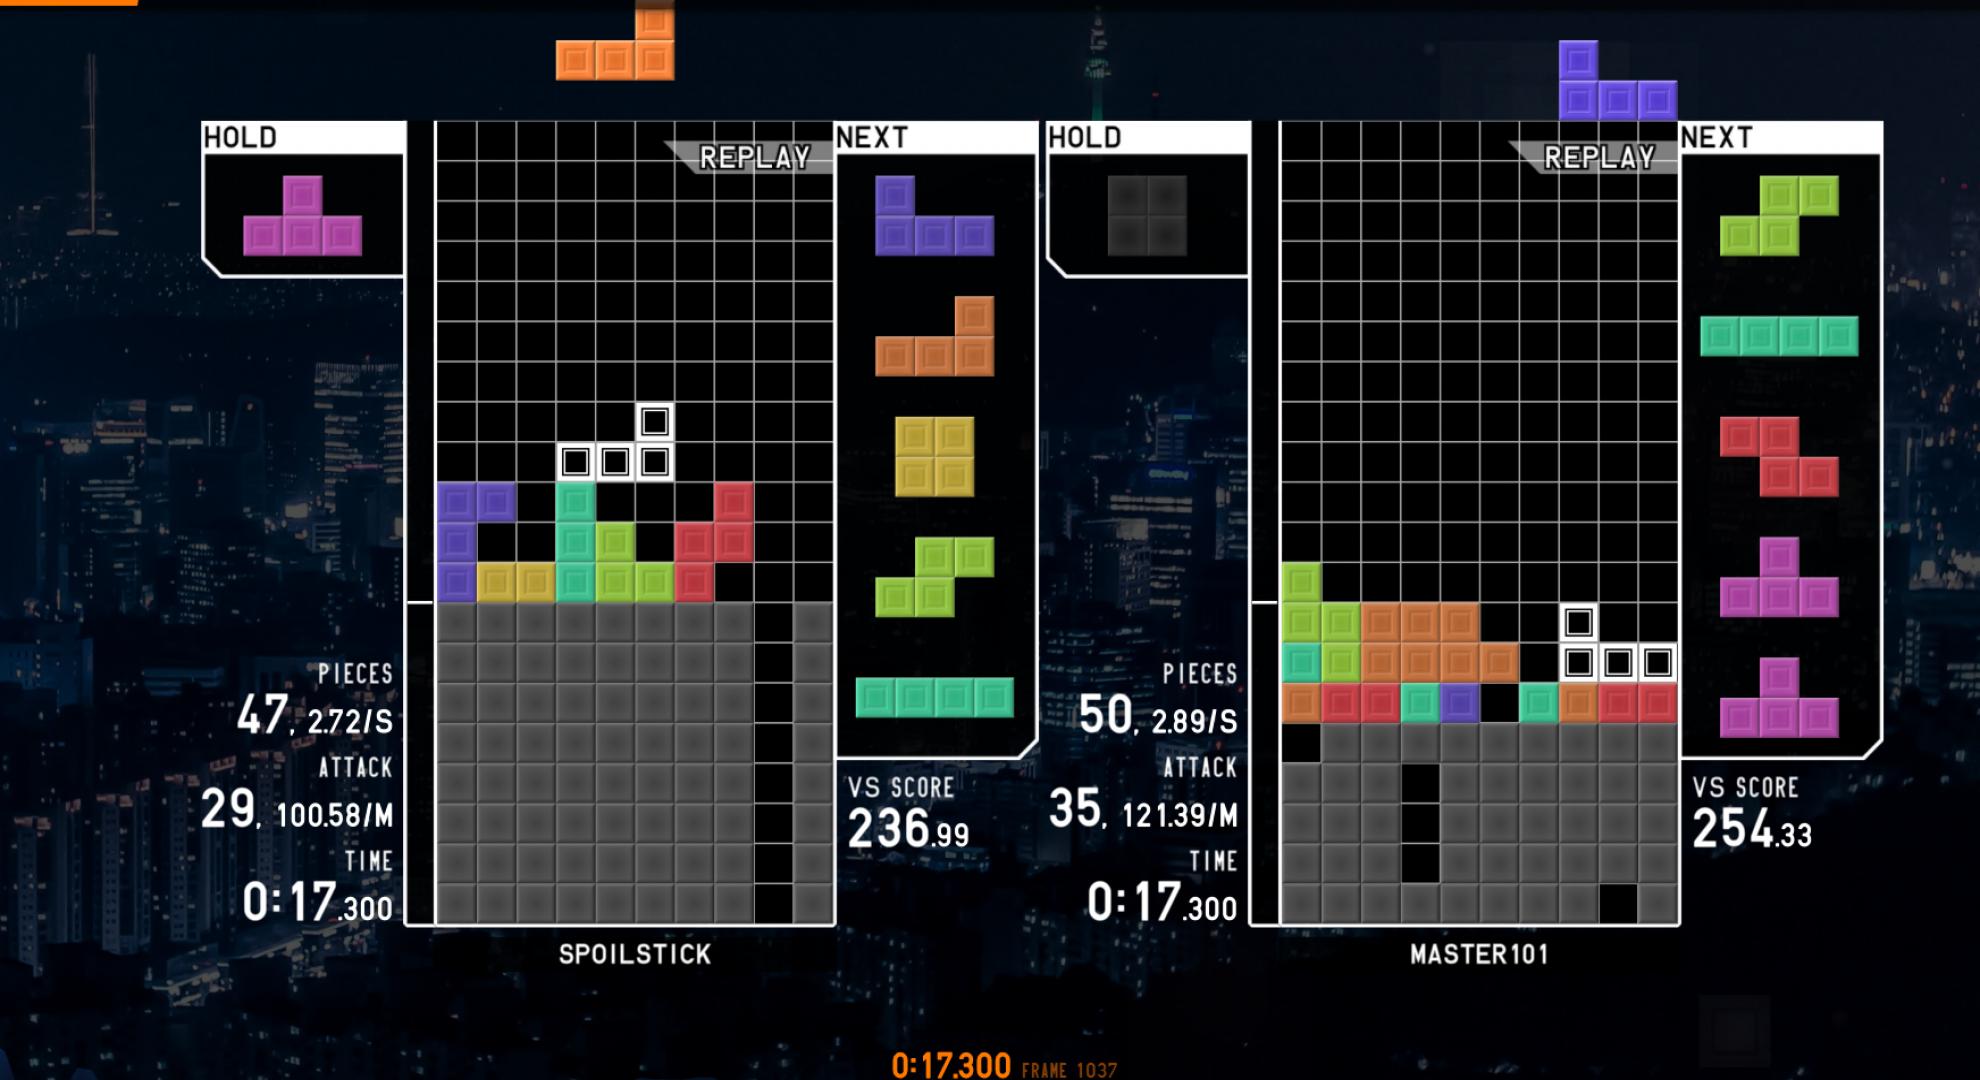 HOLD
REPLAY
NEXT
PIECES
47, 2.72/S
ATTACK
29, 100.58/M
TIME
0:17.300
VS SCORE
236.99
SPOILSTICK
HOLD
REPLAY
NEXT
PIECES
50, 2.89/S
ATTACK
35, 121.39/M
TIME
0:17.300
VS SCORE
254.33
MASTER101
0:17.300 FRAME 1037